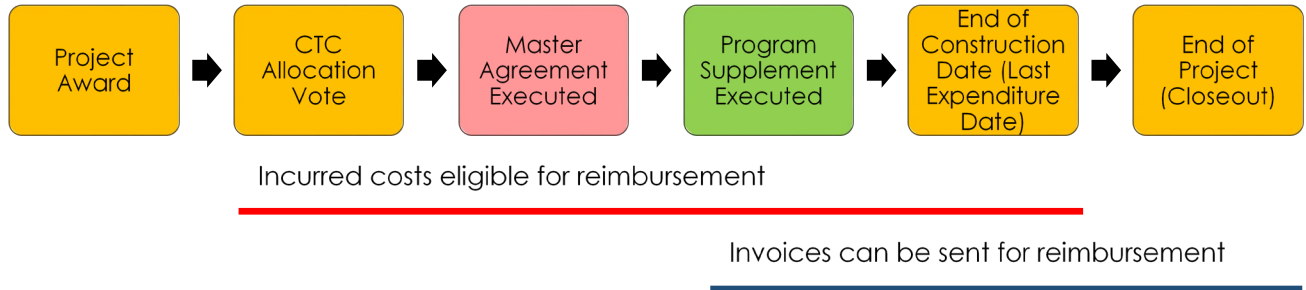 Project
Award
CTC
Allocation
Vote
Master
Agreement
Executed
Program
Supplement
Executed
End of
Construction
Date (Last
Expenditure
Date)
End of
Project
(Closeout)
Incurred costs eligible for reimbursement
Invoices can be sent for reimbursement